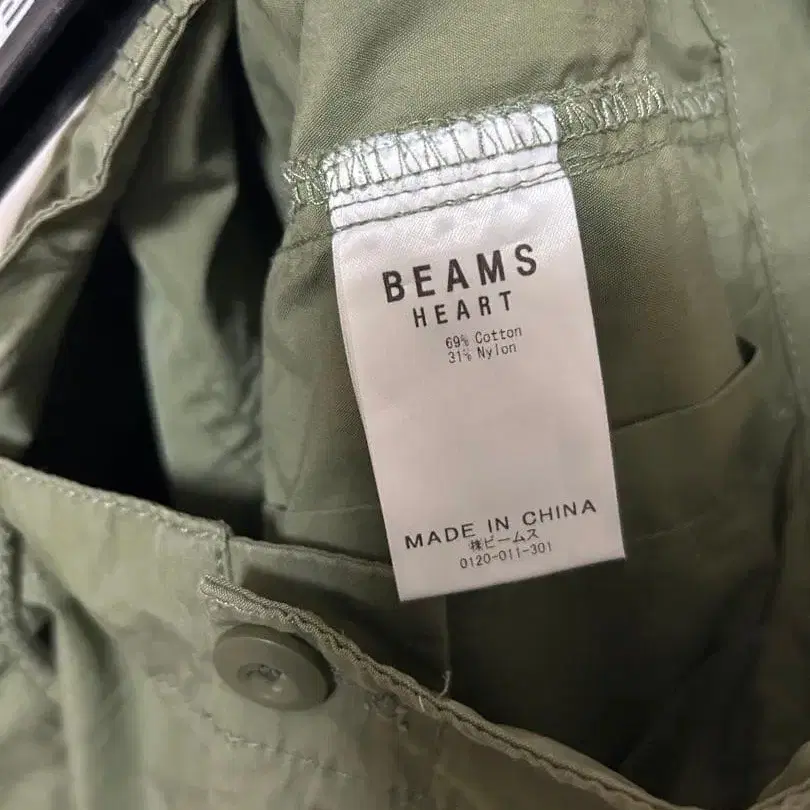 BEAMS
HEART
69% Cotton
31% Nylon
MADE IN CHINA
㈱ビームス
0120-011-301